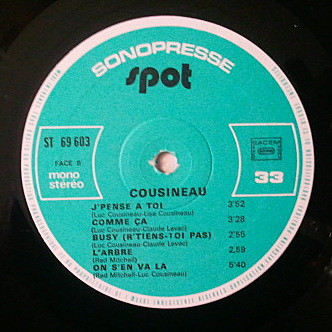 SONOPRESSE
spot
ST 69 603
FACE B
mono
stéréo
SACEM
33
COUSINEAU
J'PENSE A TOI 3'52
(Luc Cousineau-Lise Cousineau)
COMME ÇA 3'28
(Luc Cousineau-Claude Levac)
BUSY (R'TIENS-TOI PAS) 2'55
(Luc Cousineau-Claude Levac)
L'ARBRE 2'59
(Red Mitchell)
ON S'EN VA LA 5'40
(Red Mitchell-Luc Cousineau)